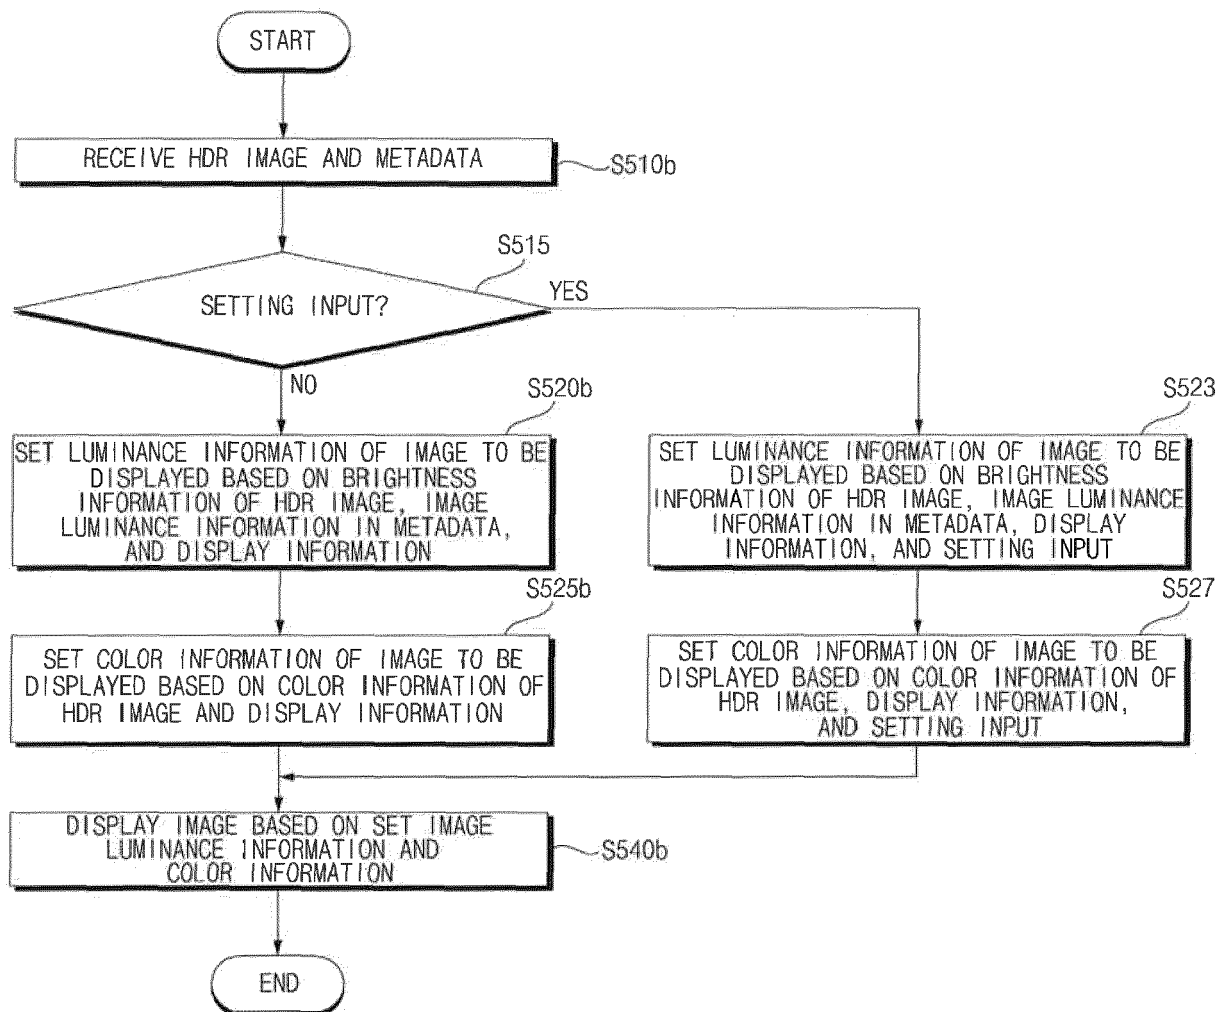 START
RECEIVE HDR IMAGE AND METADATA
S510b
S515
SETTING INPUT?
YES
NO
S520b
SET LUMINANCE INFORMATION OF IMAGE TO BE
DISPLAYED BASED ON BRIGHTNESS
INFORMATION OF HDR IMAGE, IMAGE
LUMINANCE INFORMATION IN METADATA,
AND DISPLAY INFORMATION
S523
SET LUMINANCE INFORMATION OF IMAGE TO BE
DISPLAYED BASED ON BRIGHTNESS
INFORMATION OF HDR IMAGE, IMAGE LUMINANCE
INFORMATION IN METADATA, DISPLAY
INFORMATION, AND SETTING INPUT
S525b
SET COLOR INFORMATION OF IMAGE TO BE
DISPLAYED BASED ON COLOR INFORMATION OF
HDR IMAGE AND DISPLAY INFORMATION
S527
SET COLOR INFORMATION OF IMAGE TO BE
DISPLAYED BASED ON COLOR INFORMATION OF
HDR IMAGE, DISPLAY INFORMATION,
AND SETTING INPUT
DISPLAY IMAGE BASED ON SET IMAGE
LUMINANCE INFORMATION AND
COLOR INFORMATION
S540b
END